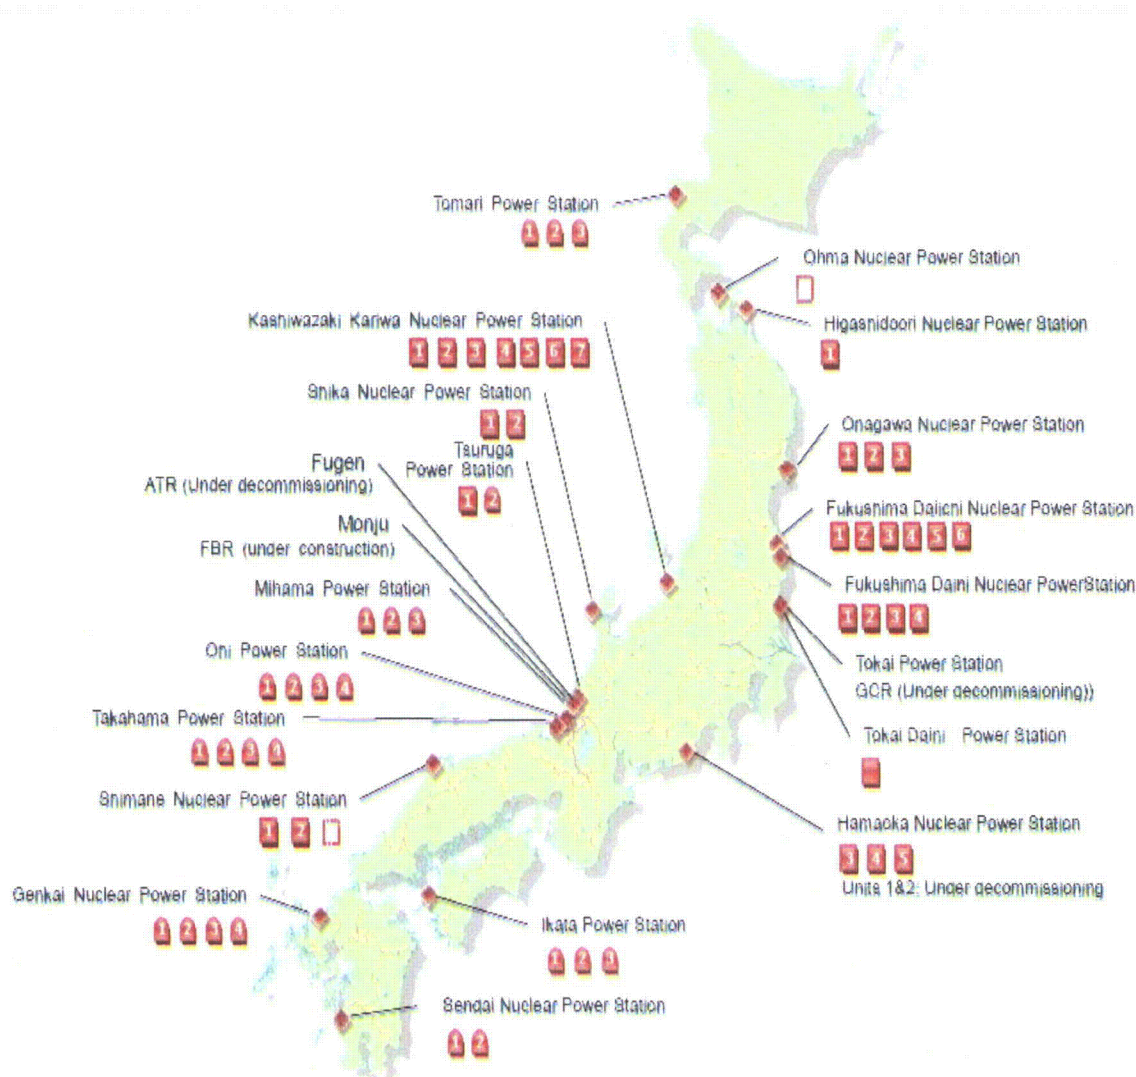 Tomari Power Station
1 2 3
Ohma Nuclear Power Station
Kashiwazaki Kariwa Nuclear Power Station
1 2 3 4 5 6 7
Higashidoori Nuclear Power Station
1
Shika Nuclear Power Station
1 2
Onagawa Nuclear Power Station
1 2 3
Tsuruga
Power Station
1 2
Fugen
ATR (Under decommissioning)
Fukushima Daiichi Nuclear Power Station
1 2 3 4 5 6
Monju
FBR (under construction)
Fukushima Daini Nuclear PowerStation
1 2 3 4
Mihama Power Station
1 2 3
Ohi Power Station
1 2 3 4
Tokai Power Station
GCR (Under decommissioning))
Takahama Power Station
1 2 3 4
Tokai Daini Power Station
Shimane Nuclear Power Station
1 2
Hamaoka Nuclear Power Station
3 4 5
Units 1&2: Under decommissioning
Genkai Nuclear Power Station
1 2 3 4
Ikata Power Station
1 2 3
Sendai Nuclear Power Station
1 2